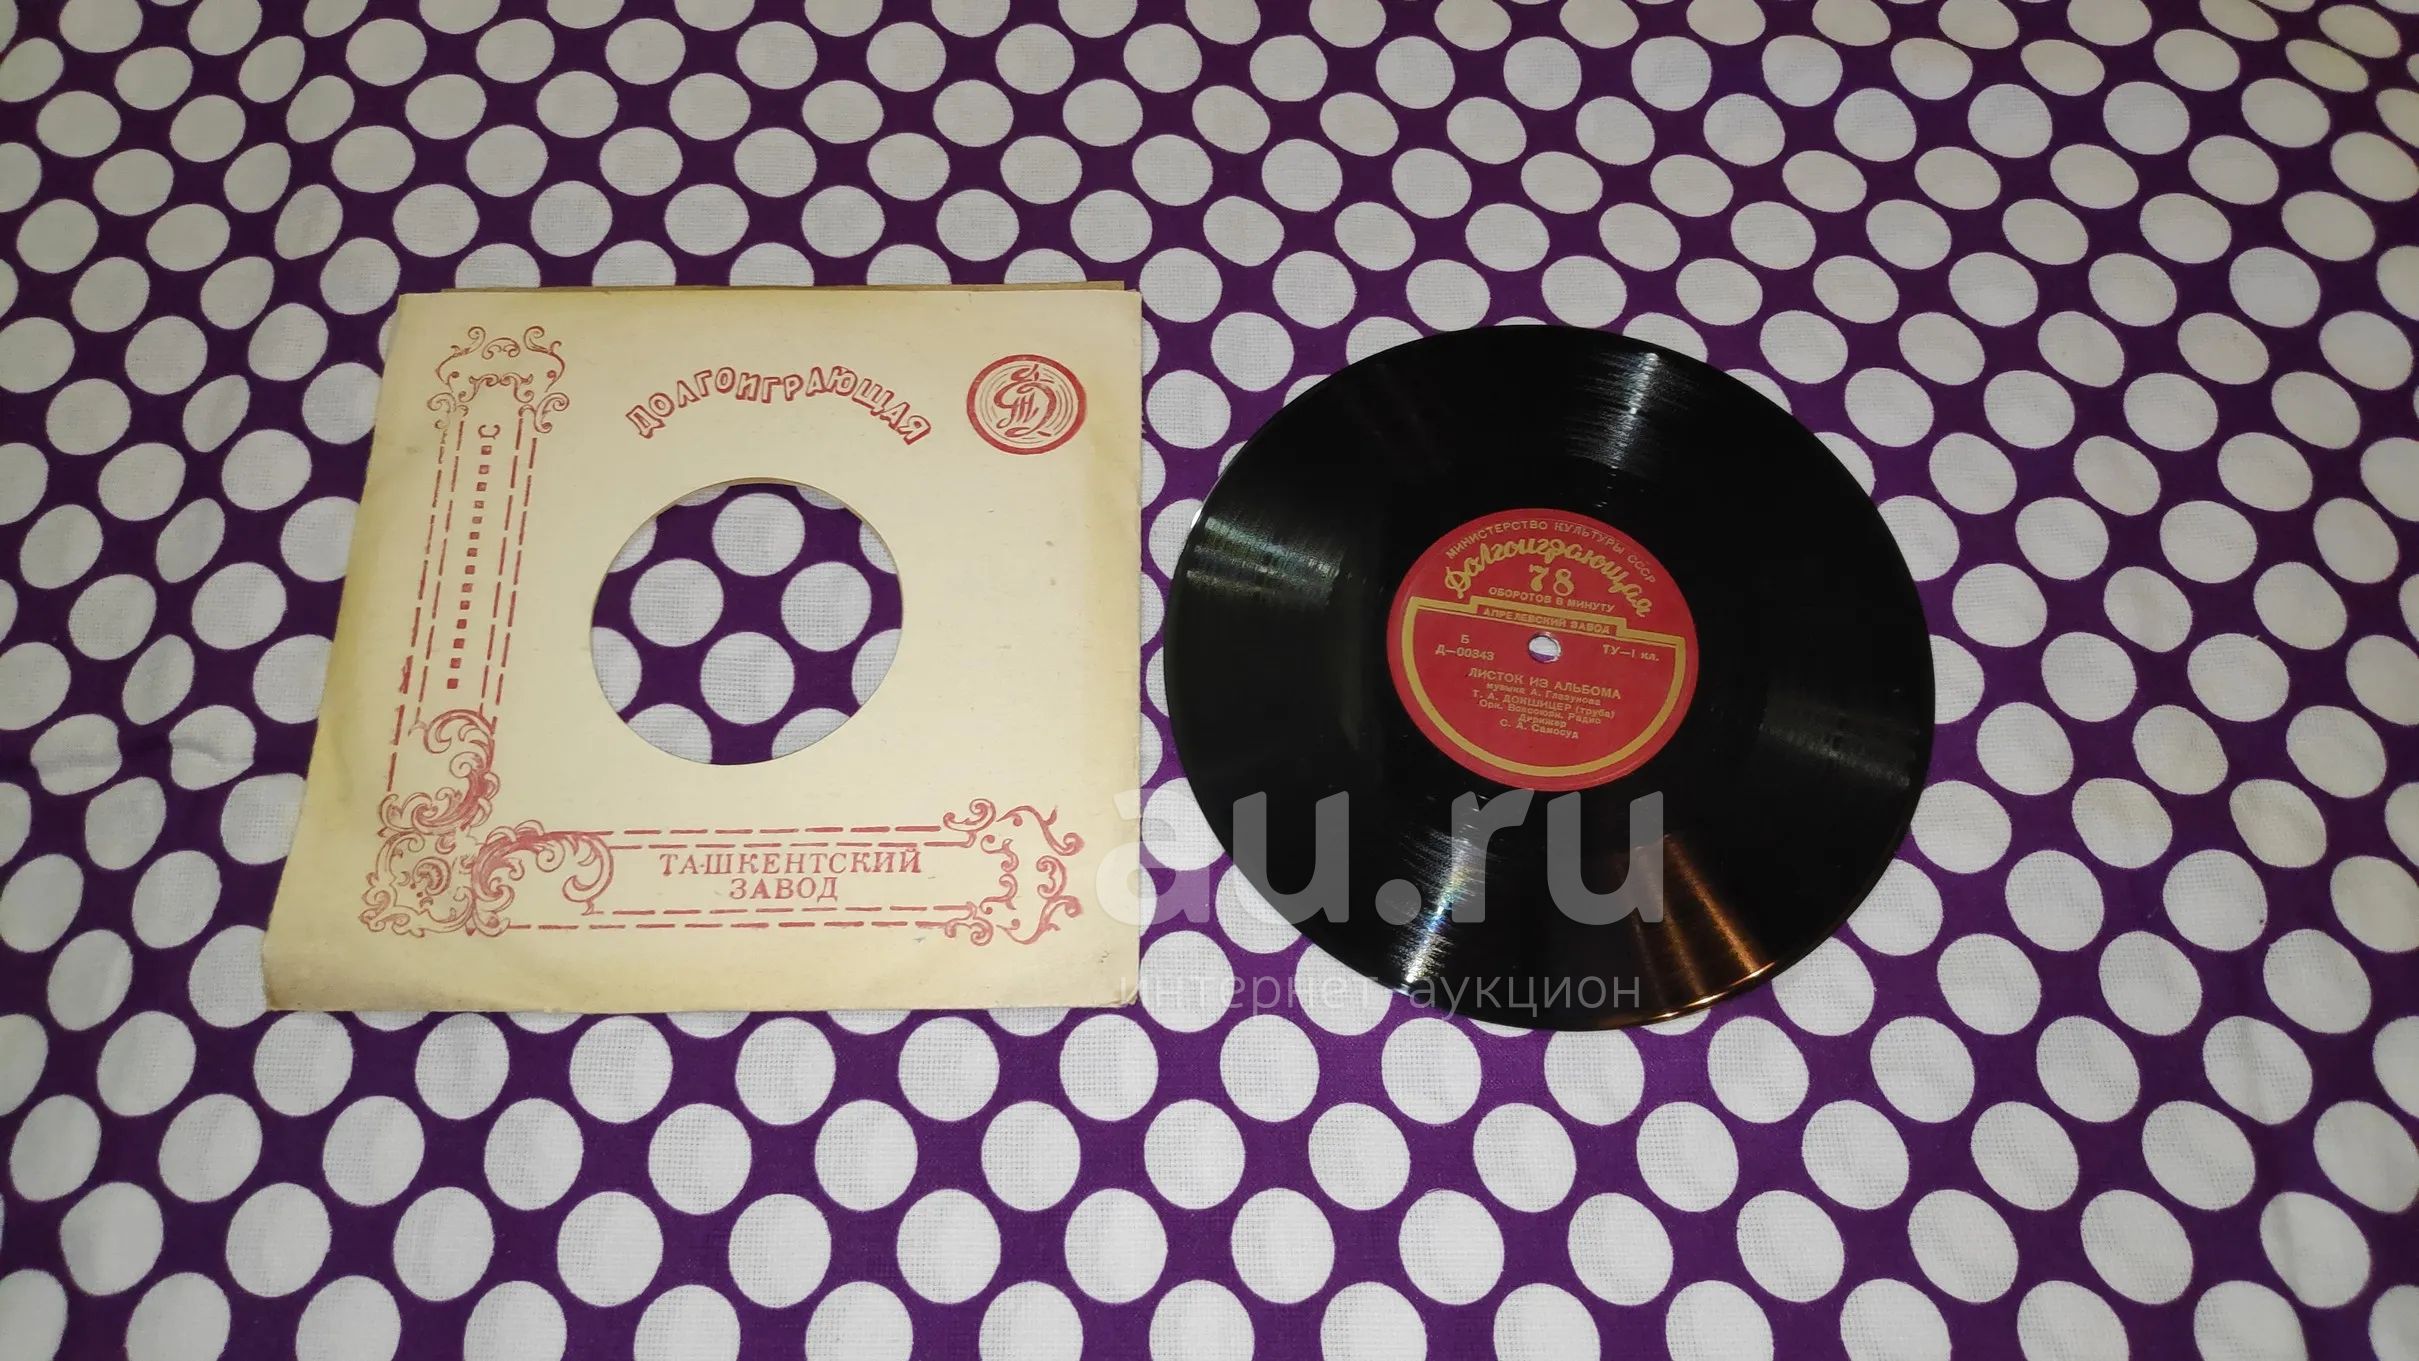 ДОЛГОИГРАЮЩАЯ
ТАШКЕНТСКИЙ
ЗАВОД
МИНИСТЕРСТВО КУЛЬТУРЫ СССР
Долгоиграющая
78
ОБОРОТОВ В МИНУТУ
АПРЕЛЕВСКИЙ ЗАВОД
Б
Д—00343
ТУ—1 кл.
ЛИСТОК ИЗ АЛЬБОМА
музыка А. Глазунова
Т. А. ДОКШИЦЕР (труба)
Орк. Всесоюзн. Радио
Дирижер
С. А. Самосуд
au.ru
интернет-аукцион